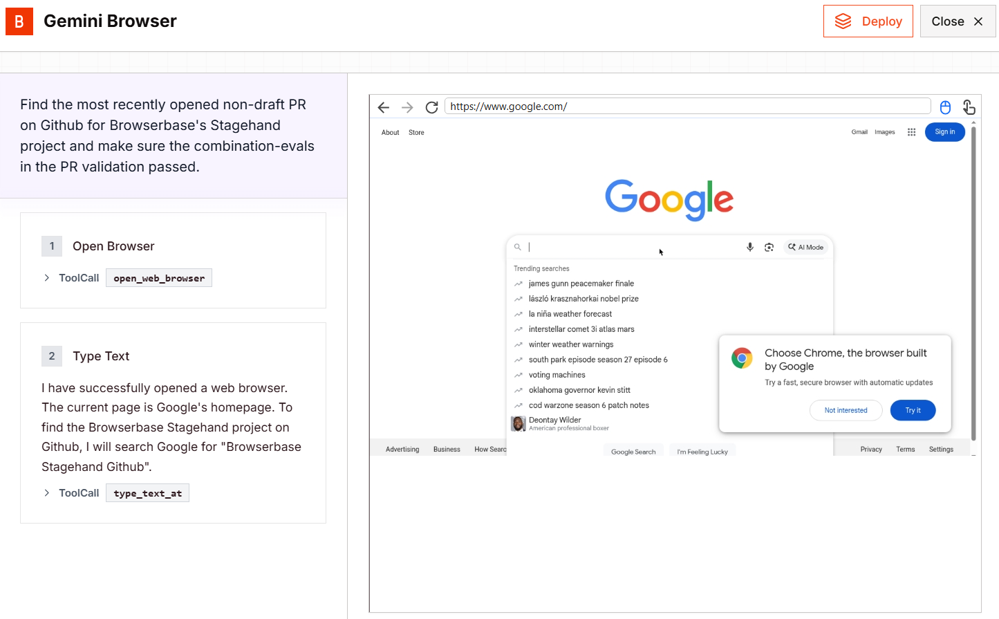 B
Gemini Browser
Deploy
Close
Find the most recently opened non-draft PR
on Github for Browserbase's Stagehand
project and make sure the combination-evals
in the PR validation passed.
1
Open Browser
ToolCall
open_web_browser
2
Type Text
I have successfully opened a web browser.
The current page is Google's homepage. To
find the Browserbase Stagehand project on
Github, I will search Google for "Browserbase
Stagehand Github".
ToolCall
type_text_at
https://www.google.com/
About
Store
Gmail
Images
Sign in
Google
AI Mode
Trending searches
james gunn peacemaker finale
lászló krasznahorkai nobel prize
la niña weather forecast
interstellar comet 3i atlas mars
winter weather warnings
south park episode season 27 episode 6
voting machines
oklahoma governor kevin stitt
cod warzone season 6 patch notes
Deontay Wilder
American professional boxer
Google Search
I'm Feeling Lucky
Choose Chrome, the browser built
by Google
Try a fast, secure browser with automatic updates
Not interested
Try it
Advertising
Business
How Searc
Privacy
Terms
Settings